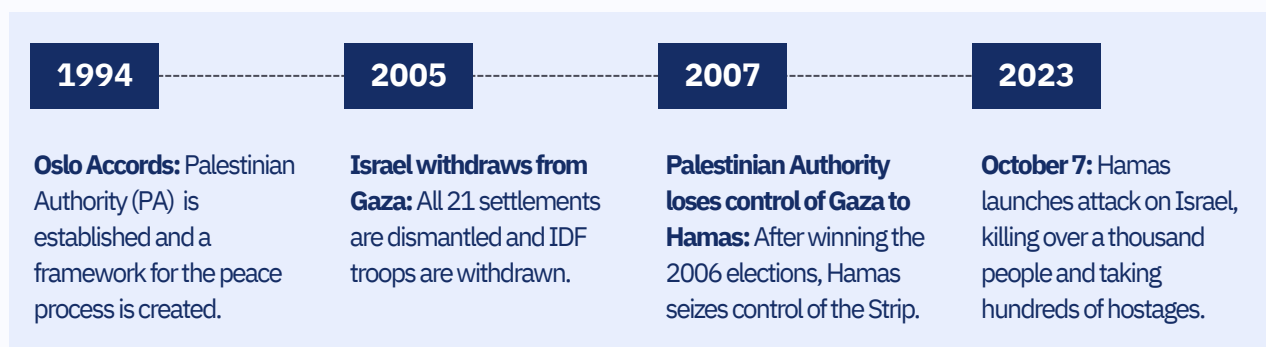 1994
Oslo Accords: Palestinian
Authority (PA) is
established and a
framework for the peace
process is created.
2005
Israel withdraws from
Gaza: All 21 settlements
are dismantled and IDF
troops are withdrawn.
2007
Palestinian Authority
loses control of Gaza to
Hamas: After winning the
2006 elections, Hamas
seizes control of the Strip.
2023
October 7: Hamas
launches attack on Israel,
killing over a thousand
people and taking
hundreds of hostages.